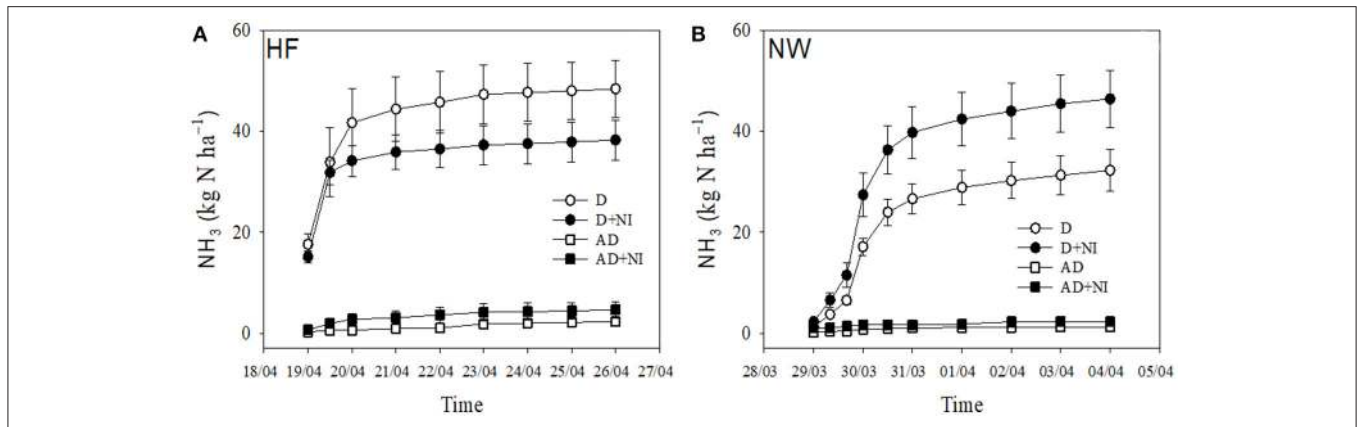 A
HF
NH₃ (kg N ha⁻¹)
60
40
20
0
D
D+NI
AD
AD+NI
18/04 19/04 20/04 21/04 22/04 23/04 24/04 25/04 26/04 27/04
Time
B
NW
NH₃ (kg N ha⁻¹)
60
40
20
0
D
D+NI
AD
AD+NI
28/03 29/03 30/03 31/03 01/04 02/04 03/04 04/04 05/04
Time